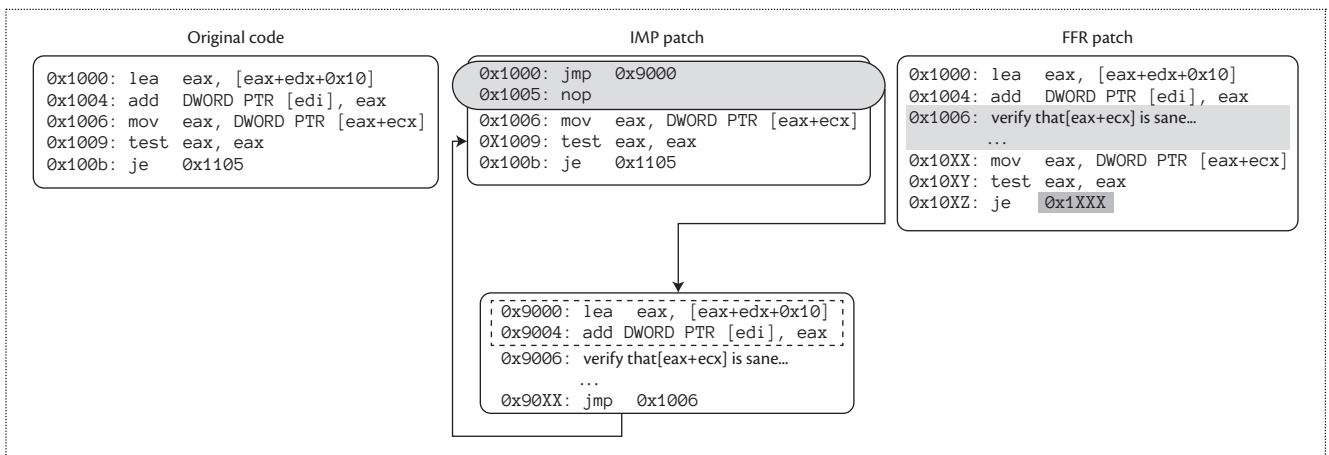 Original code
0x1000: lea eax, [eax+edx+0x10]
0x1004: add DWORD PTR [edi], eax
0x1006: mov eax, DWORD PTR [eax+ecx]
0x1009: test eax, eax
0x100b: je 0x1105
IMP patch
0x1000: jmp 0x9000
0x1005: nop
0x1006: mov eax, DWORD PTR [eax+ecx]
0X1009: test eax, eax
0x100b: je 0x1105
0x9000: lea eax, [eax+edx+0x10]
0x9004: add DWORD PTR [edi], eax
0x9006: verify that[eax+ecx] is sane...
...
0x90XX: jmp 0x1006
FFR patch
0x1000: lea eax, [eax+edx+0x10]
0x1004: add DWORD PTR [edi], eax
0x1006: verify that[eax+ecx] is sane...
...
0x10XX: mov eax, DWORD PTR [eax+ecx]
0x10XY: test eax, eax
0x10XZ: je 0x1XXX